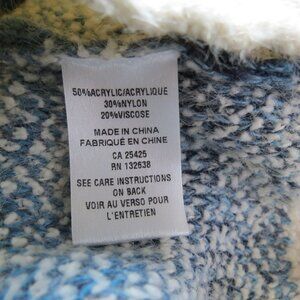 50%ACRYLIC/ACRYLIQUE
30%NYLON
20%VISCOSE
MADE IN CHINA
FABRIQUÉ EN CHINE
CA 25425
RN 132638
SEE CARE INSTRUCTIONS
ON BACK
VOIR AU VERSO POUR
L'ENTRETIEN